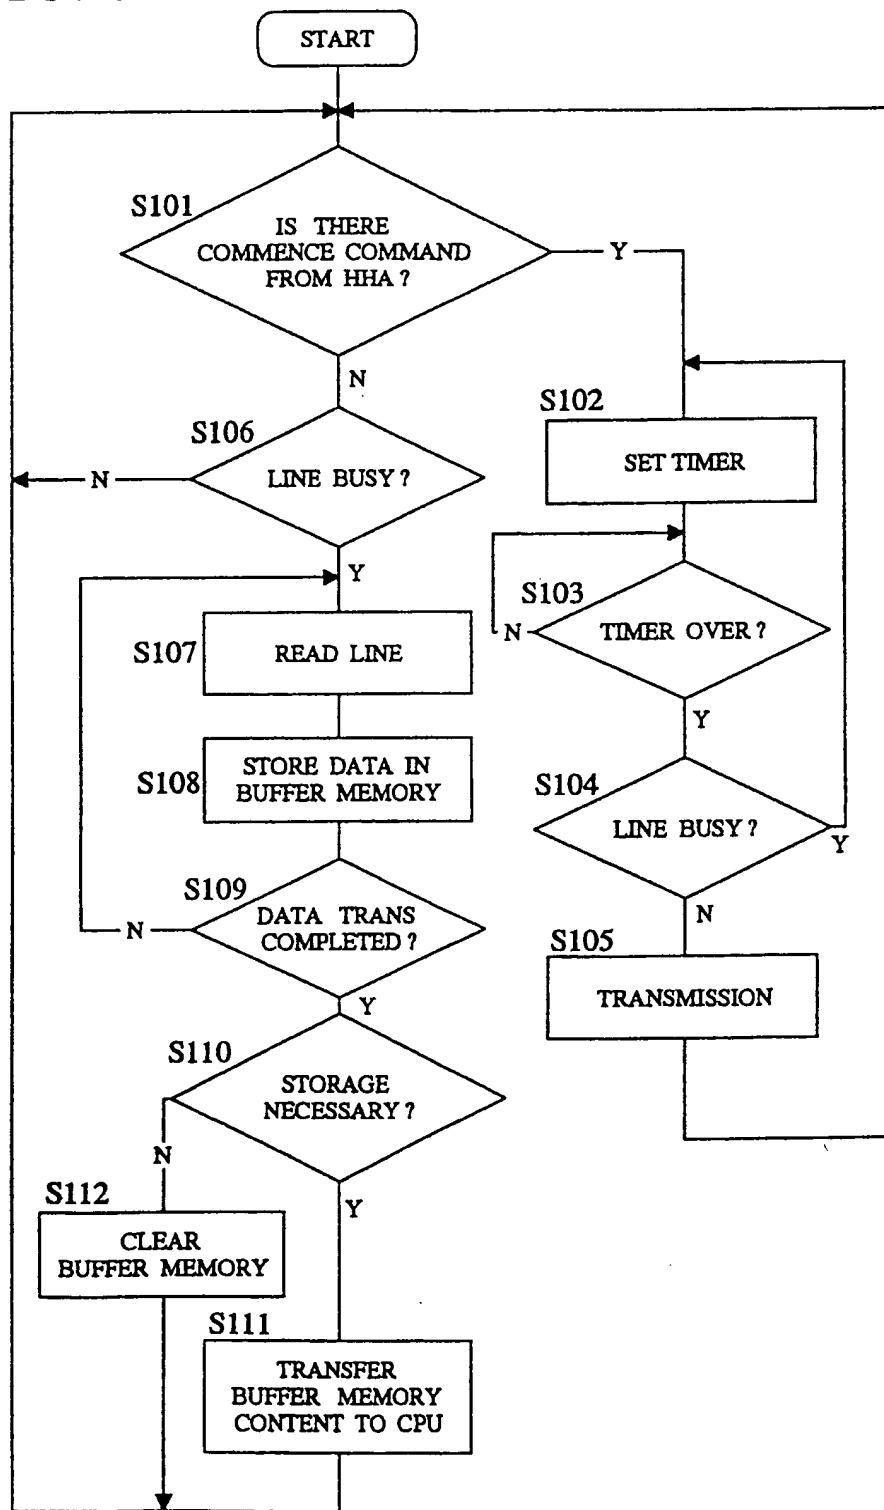 START
S101
IS THERE
COMMENCE COMMAND
FROM HHA ?
Y
N
S106
LINE BUSY ?
N
Y
S102
SET TIMER
S103
TIMER OVER ?
N
Y
S107
READ LINE
S108
STORE DATA IN
BUFFER MEMORY
S104
LINE BUSY ?
Y
N
S109
DATA TRANS
COMPLETED ?
N
Y
S105
TRANSMISSION
S110
STORAGE
NECESSARY ?
N
Y
S112
CLEAR
BUFFER MEMORY
S111
TRANSFER
BUFFER MEMORY
CONTENT TO CPU